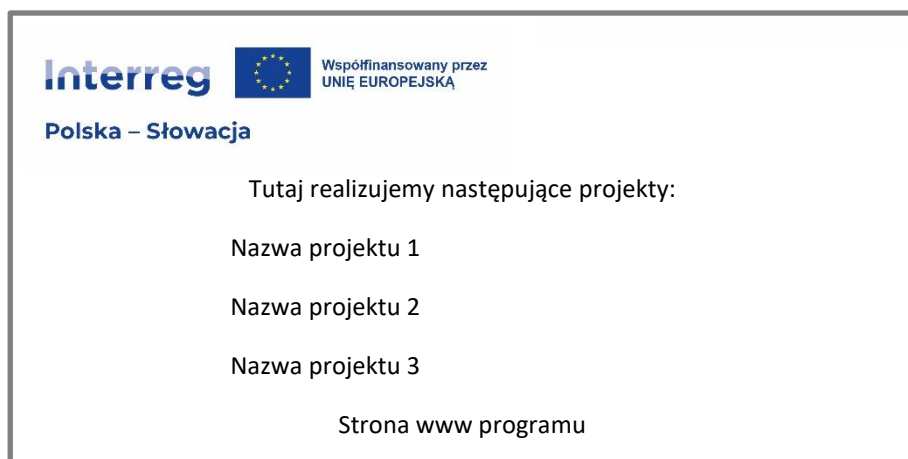 Interreg
Współfinansowany przez
UNIĘ EUROPEJSKĄ
Polska – Słowacja
Tutaj realizujemy następujące projekty:
Nazwa projektu 1
Nazwa projektu 2
Nazwa projektu 3
Strona www programu